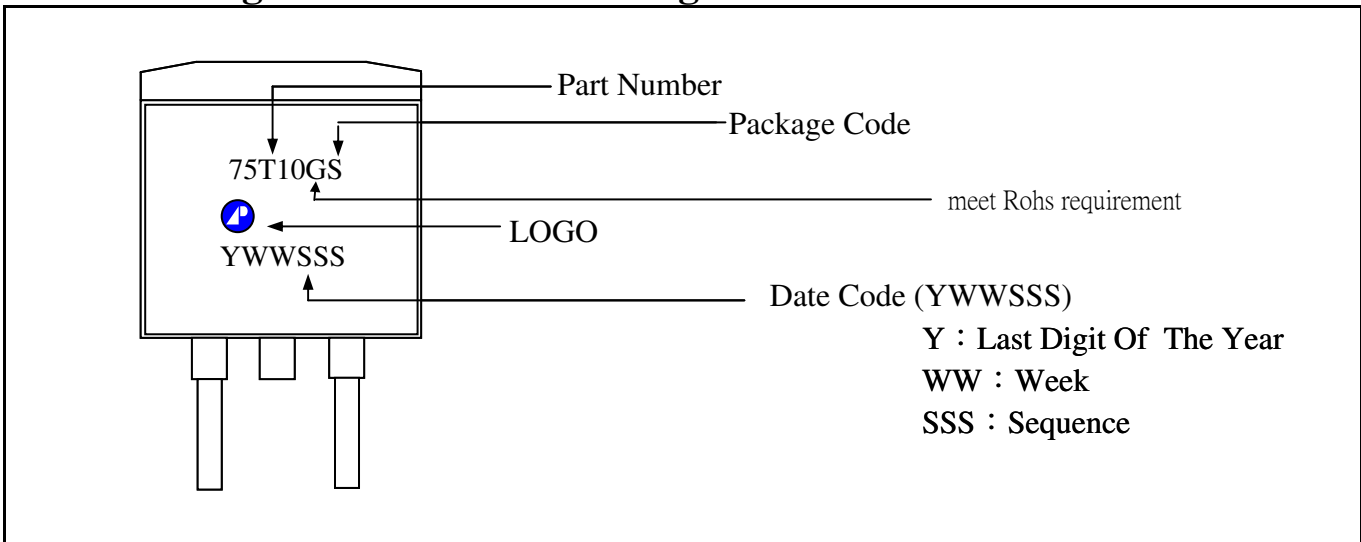 Part Number
Package Code
75T10GS
meet Rohs requirement
LOGO
YWWSSS
Date Code (YWWSSS)
Y：Last Digit Of The Year
WW：Week
SSS：Sequence